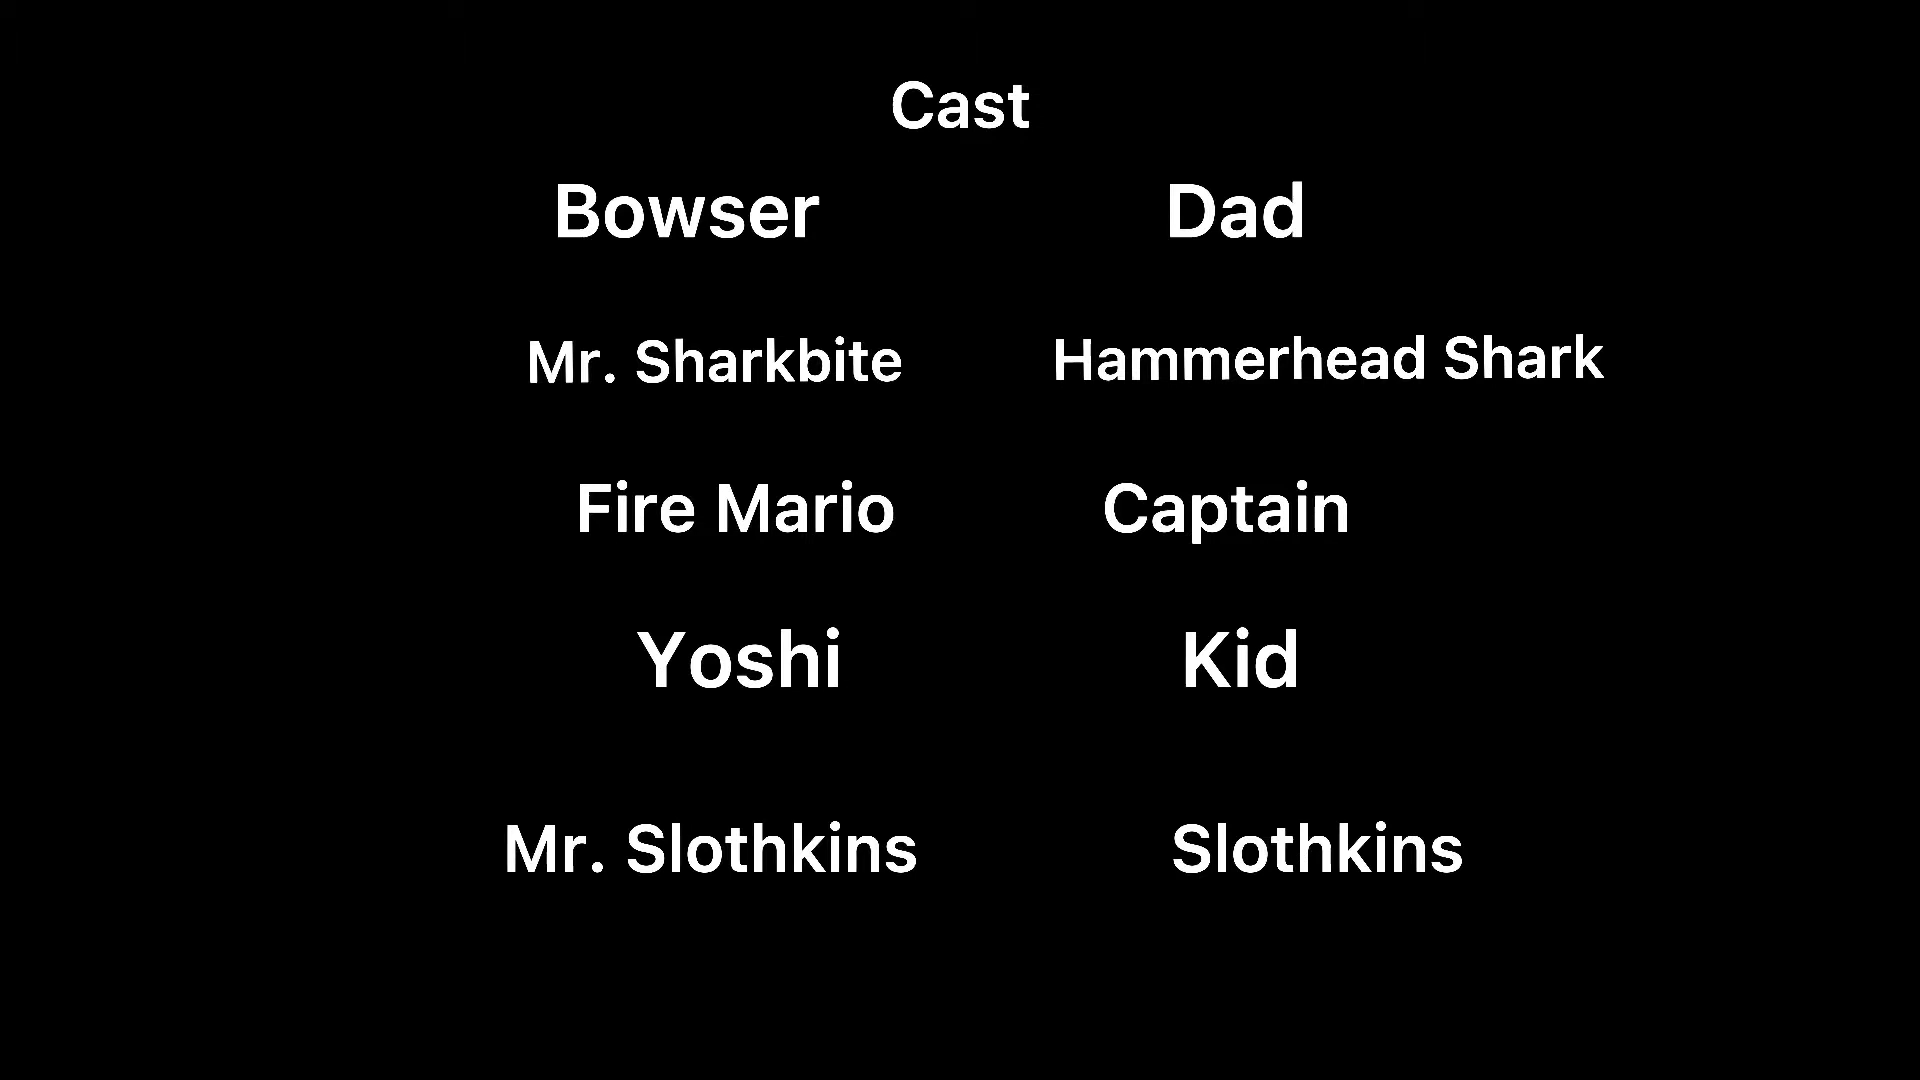 Cast
Bowser Dad
Mr. Sharkbite Hammerhead Shark
Fire Mario Captain
Yoshi Kid
Mr. Slothkins Slothkins